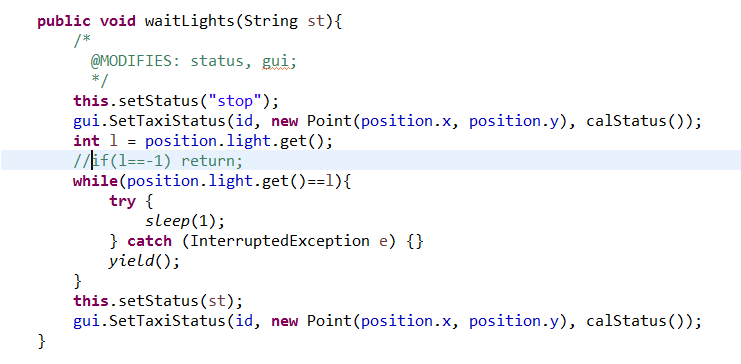 public void waitLights(String st){
    /*
      @MODIFIES: status, gui;
      */
    this.setStatus("stop");
    gui.SetTaxiStatus(id, new Point(position.x, position.y), calStatus());
    int l = position.light.get();
    //if(l==-1) return;
    while(position.light.get()==l){
        try {
            sleep(1);
        } catch (InterruptedException e) {}
        yield();
    }
    this.setStatus(st);
    gui.SetTaxiStatus(id, new Point(position.x, position.y), calStatus());
}